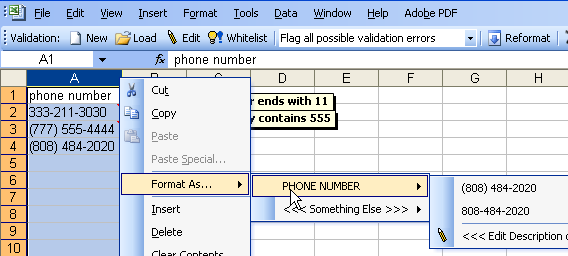 File Edit View Insert Format Tools Data Window Help Adobe PDF
Validation: New Load Edit Whitelist Flag all possible validation errors Reformat
A1 phone number
A D E F G H
1 phone number Cut er ends with 11
2 333-211-3030 Copy y contains 555
3 (777) 555-4444 Paste
4 (808) 484-2020 Paste Special...
5
6 Format As... PHONE NUMBER (808) 484-2020
7 Insert <<< Something Else >>> 808-484-2020
8 Delete <<< Edit Description
9 Clear Contents
10